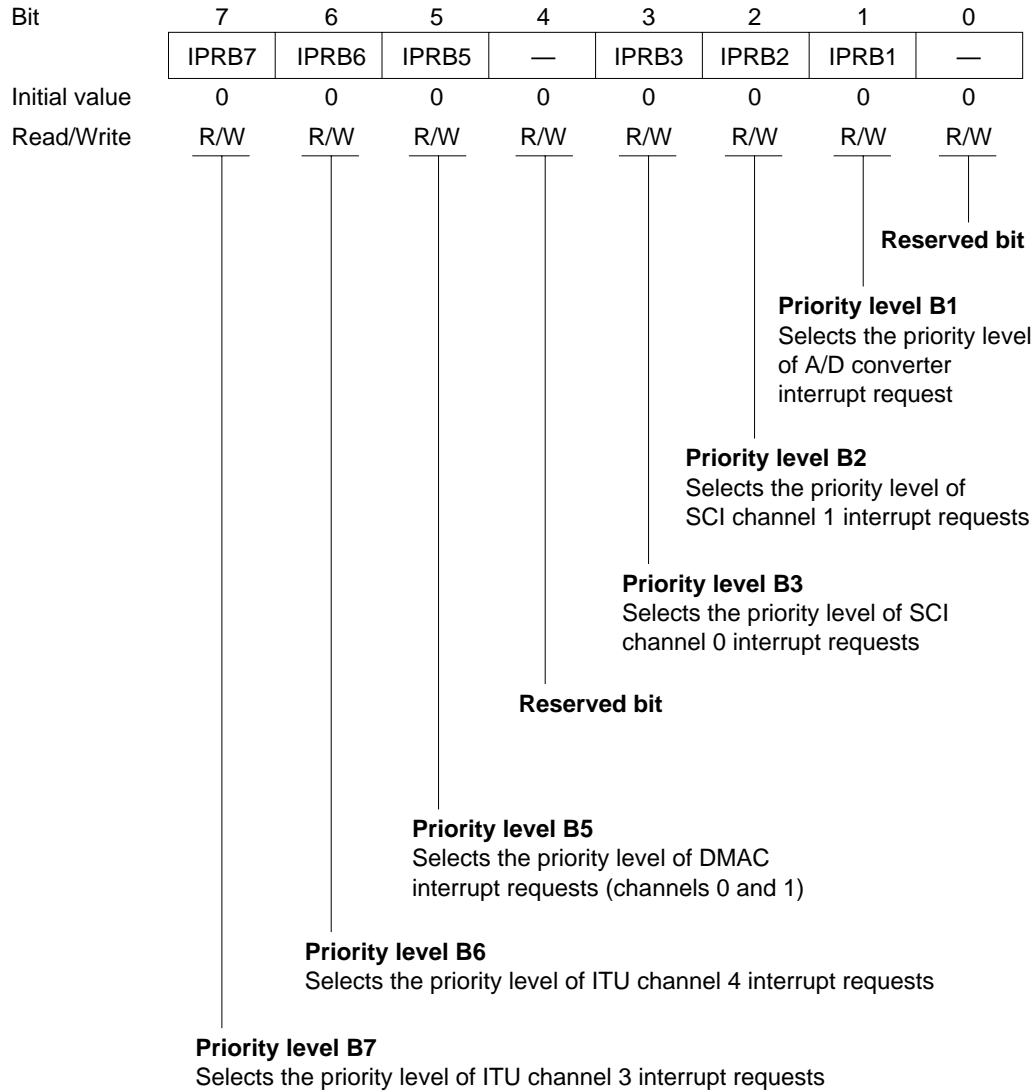 Bit 7 6 5 4 3 2 1 0
IPRB7 IPRB6 IPRB5 — IPRB3 IPRB2 IPRB1 —
Initial value 0 0 0 0 0 0 0 0
Read/Write R/W R/W R/W R/W R/W R/W R/W R/W
Reserved bit
Priority level B1
Selects the priority level
of A/D converter
interrupt request
Priority level B2
Selects the priority level of
SCI channel 1 interrupt requests
Priority level B3
Selects the priority level of SCI
channel 0 interrupt requests
Reserved bit
Priority level B5
Selects the priority level of DMAC
interrupt requests (channels 0 and 1)
Priority level B6
Selects the priority level of ITU channel 4 interrupt requests
Priority level B7
Selects the priority level of ITU channel 3 interrupt requests